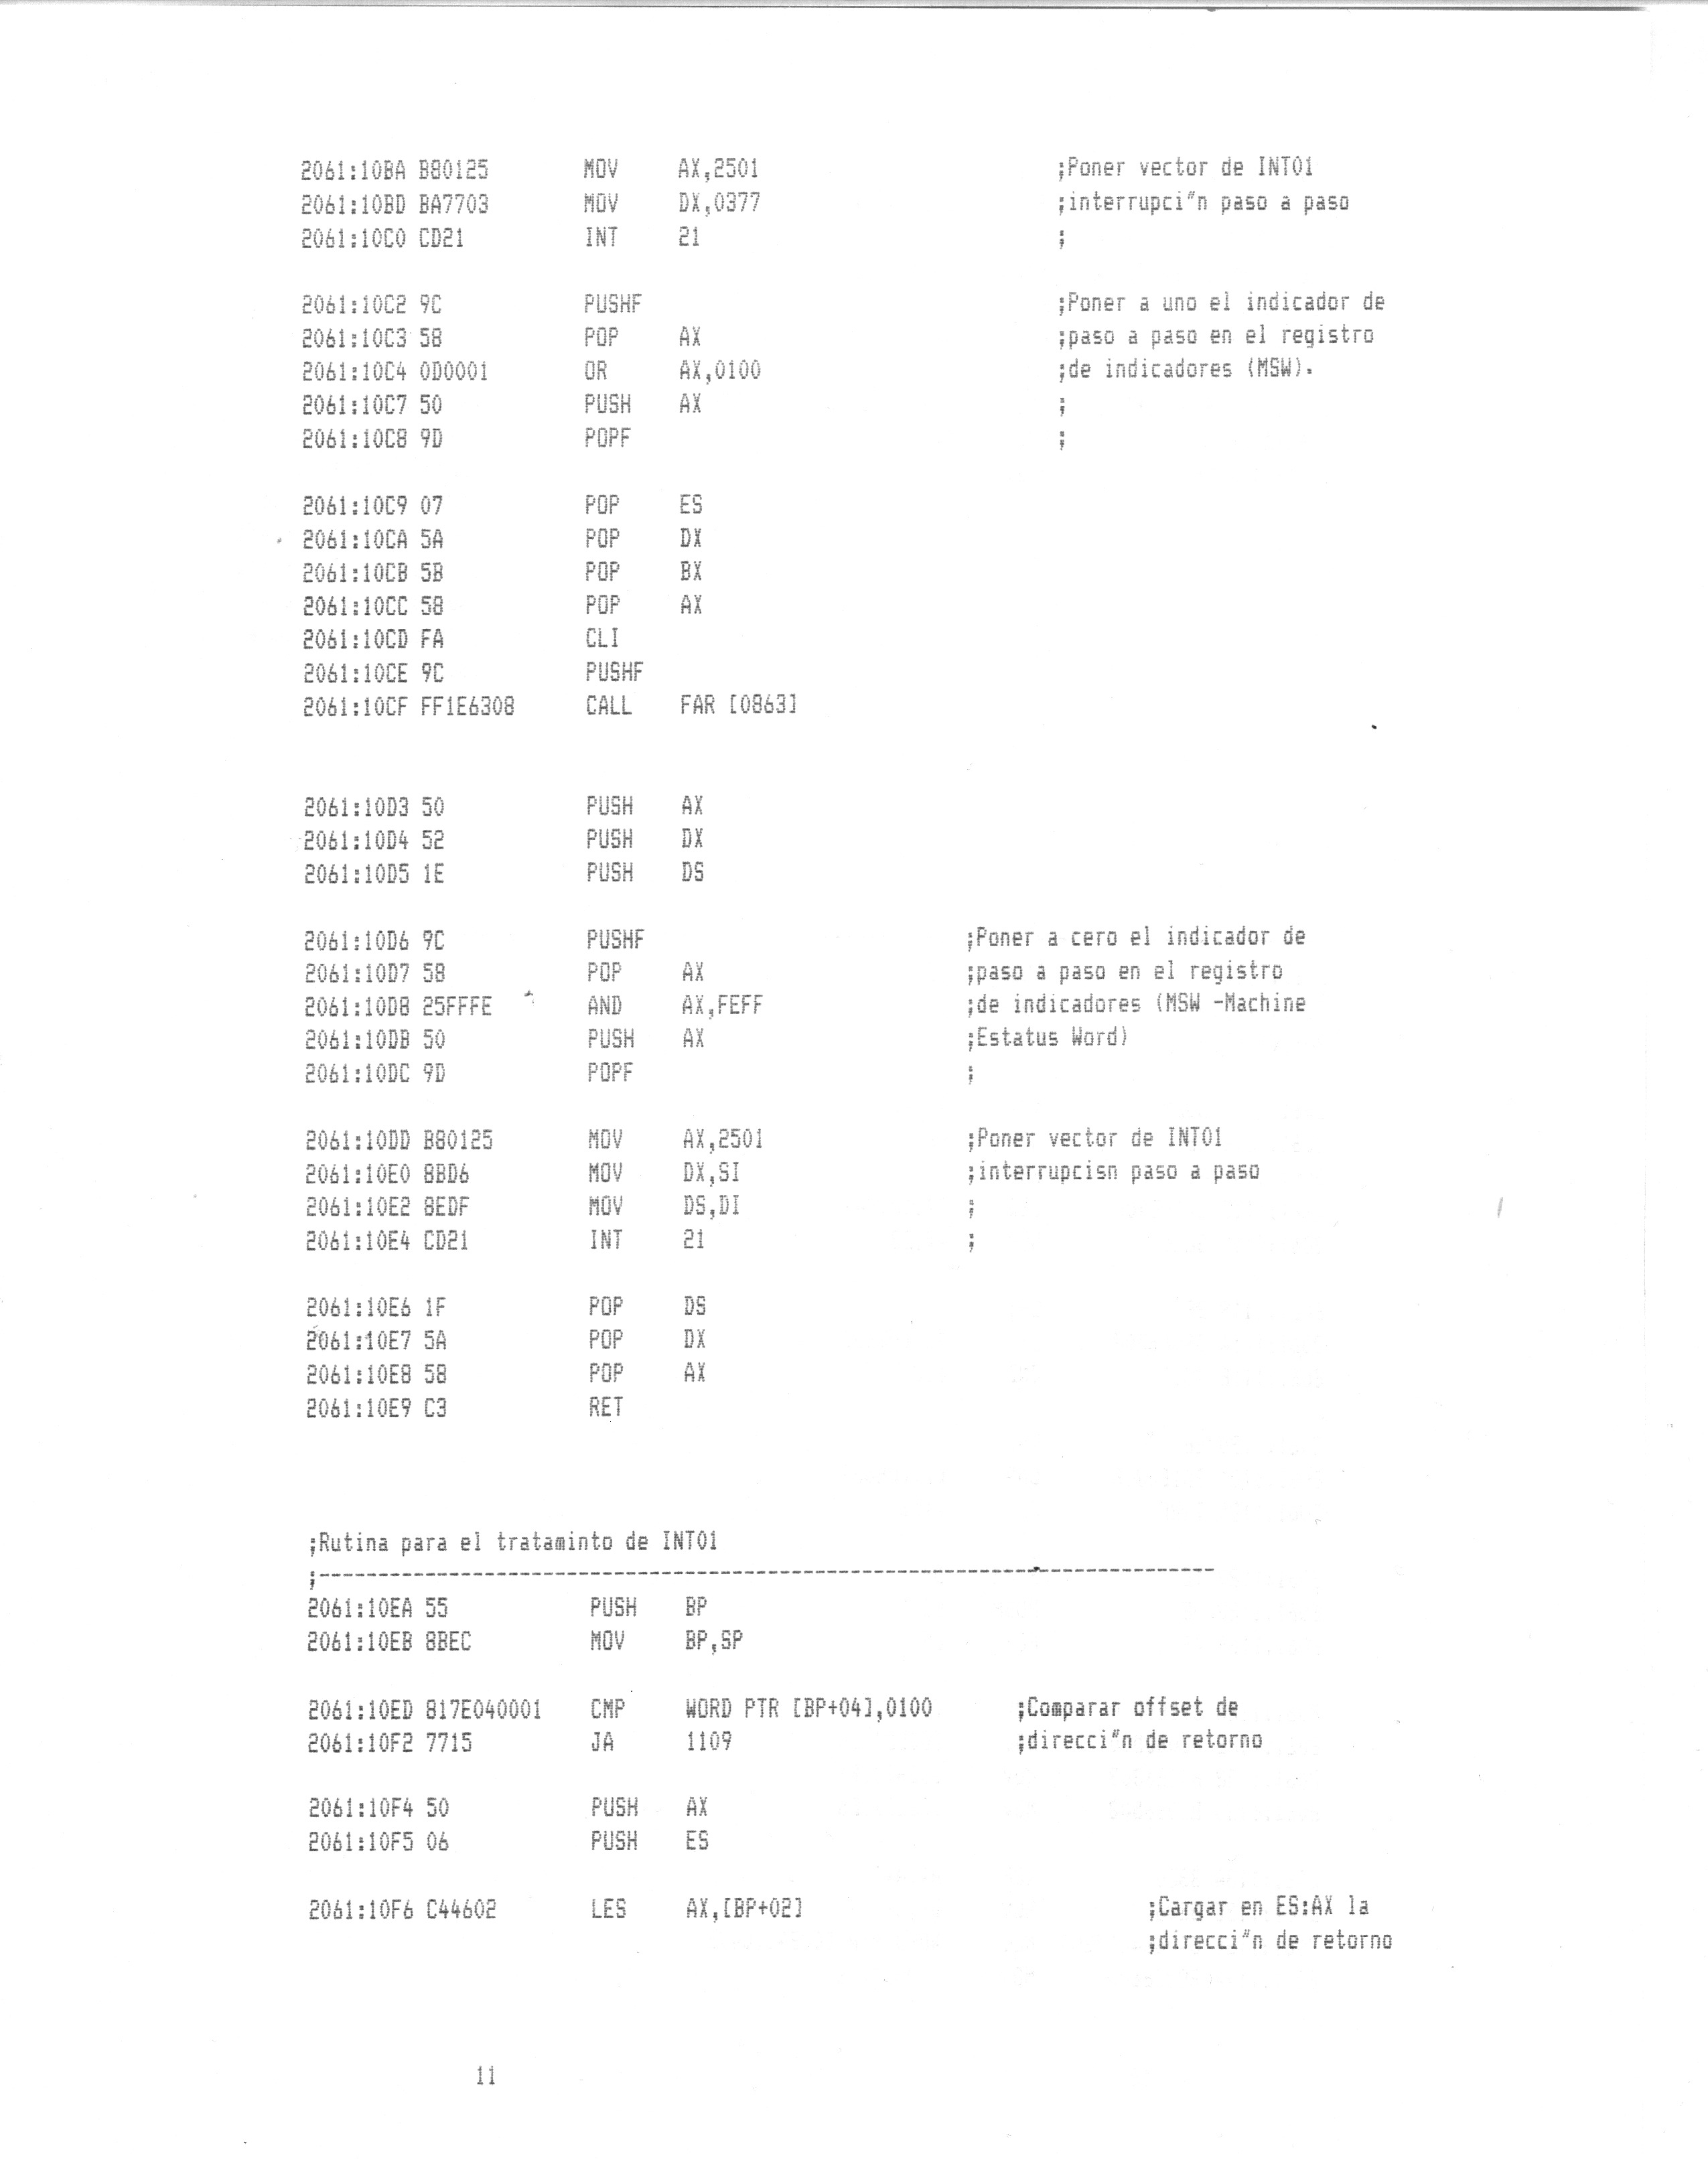 2061:10BA B80125 MOV AX,2501 ;Poner vector de INT01
2061:10BD BA7703 MOV DX,0377 ;interrupci"n paso a paso
2061:10C0 CD21 INT 21 ;
2061:10C2 9C PUSHF ;Poner a uno el indicador de
2061:10C3 58 POP AX ;paso a paso en el registro
2061:10C4 0D0001 OR AX,0100 ;de indicadores (MSW).
2061:10C7 50 PUSH AX ;
2061:10C8 9D POPF ;
2061:10C9 07 POP ES
2061:10CA 5A POP DX
2061:10CB 5B POP BX
2061:10CC 58 POP AX
2061:10CD FA CLI
2061:10CE 9C PUSHF
2061:10CF FF1E6308 CALL FAR [0863]
2061:10D3 50 PUSH AX
2061:10D4 52 PUSH DX
2061:10D5 1E PUSH DS
2061:10D6 9C PUSHF ;Poner a cero el indicador de
2061:10D7 58 POP AX ;paso a paso en el registro
2061:10D8 25FFFE AND AX,FEFF ;de indicadores (MSW -Machine
2061:10DB 50 PUSH AX ;Estatus Word)
2061:10DC 9D POPF ;
2061:10DD B80125 MOV AX,2501 ;Poner vector de INT01
2061:10E0 8BD6 MOV DX,SI ;interrupcisn paso a paso
2061:10E2 8EDF MOV DS,DI ;
2061:10E4 CD21 INT 21 ;
2061:10E6 1F POP DS
2061:10E7 5A POP DX
2061:10E8 58 POP AX
2061:10E9 C3 RET
;Rutina para el trataminto de INT01
;-----------------------------------------------------------------------------
2061:10EA 55 PUSH BP
2061:10EB 8BEC MOV BP,SP
2061:10ED 817E040001 CMP WORD PTR [BP+04],0100 ;Comparar offset de
2061:10F2 7715 JA 1109 ;direcci"n de retorno
2061:10F4 50 PUSH AX
2061:10F5 06 PUSH ES
2061:10F6 C44602 LES AX,[BP+02] ;Cargar en ES:AX la
;direcci"n de retorno
11